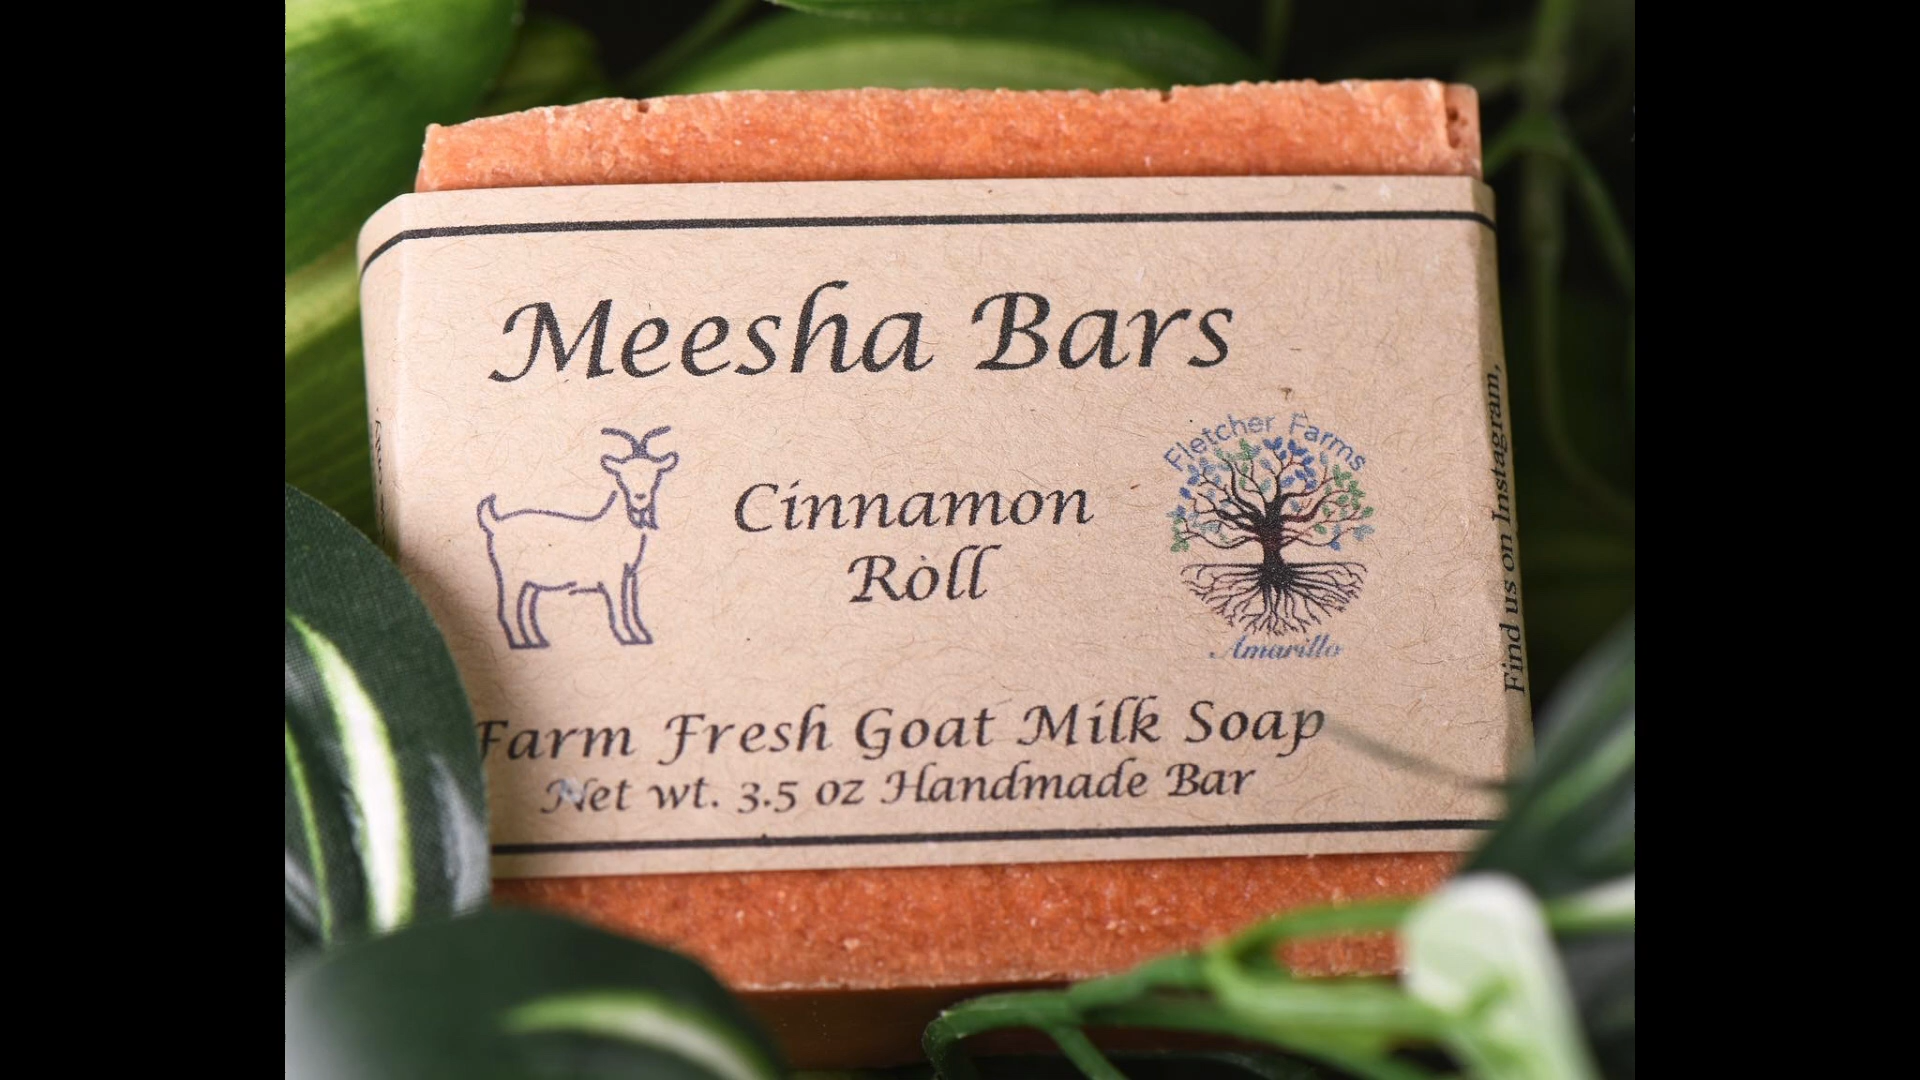 Meesha Bars
Fletcher Farms
Cinnamon
Roll
Amarillo
Farm Fresh Goat Milk Soap
Net wt. 3.5 oz Handmade Bar
Find us on Instagram,